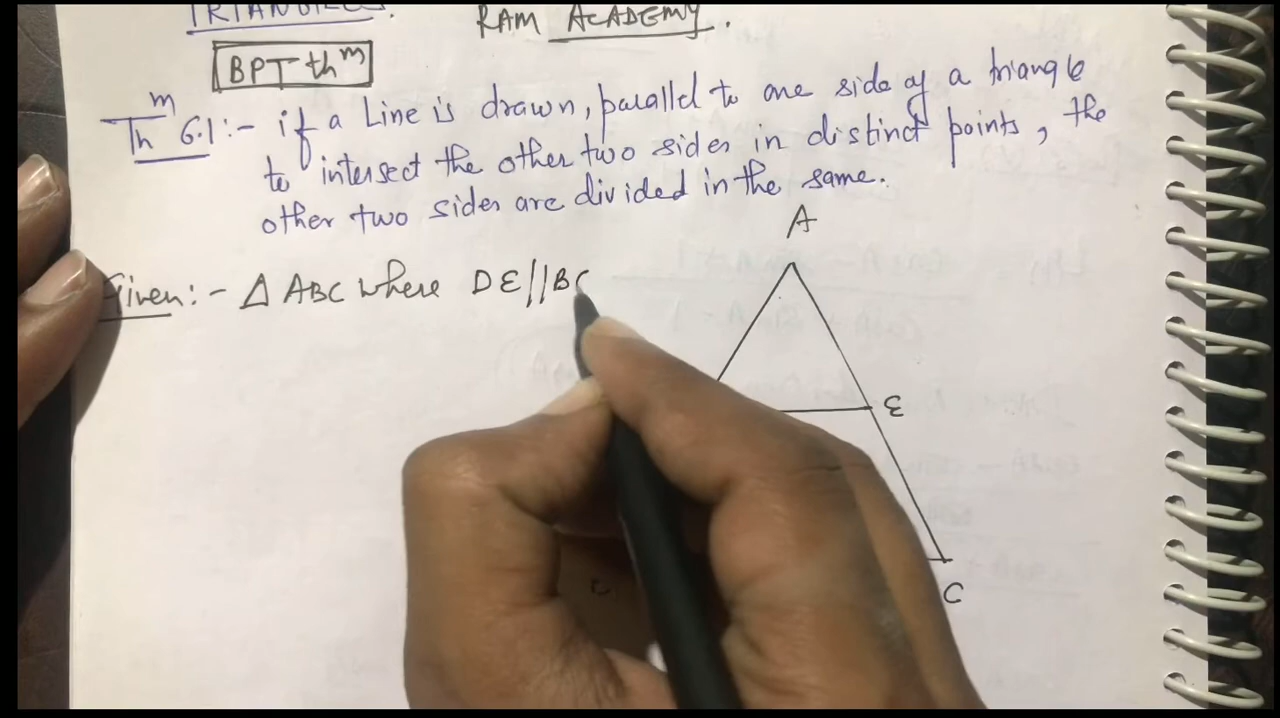 TRIANGLES.
RAM ACADEMY.
BPT thm
Thm 6.1:- if a Line is drawn, parallel to one side of a triangle
to intersect the other two sides in distinct points, the
other two sides are divided in the same.
A
Given:- △ ABC where DE//BC
E
C